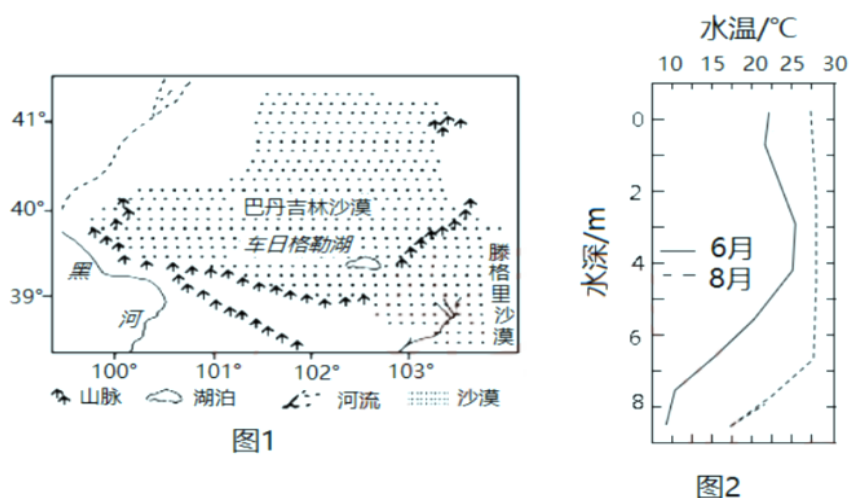 41°
40°
39°
巴丹吉林沙漠
车日格勒湖
黑
河
滕格里沙漠
100° 101° 102° 103°
山脉 湖泊 河流 沙漠
图1
水温/℃
10 15 20 25 30
0
2
4
6
8
水深/m
6月
8月
图2